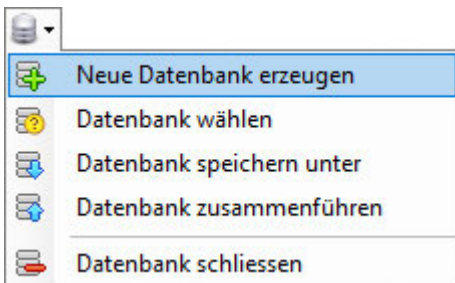 Neue Datenbank erzeugen
Datenbank wählen
Datenbank speichern unter
Datenbank zusammenführen
Datenbank schliessen